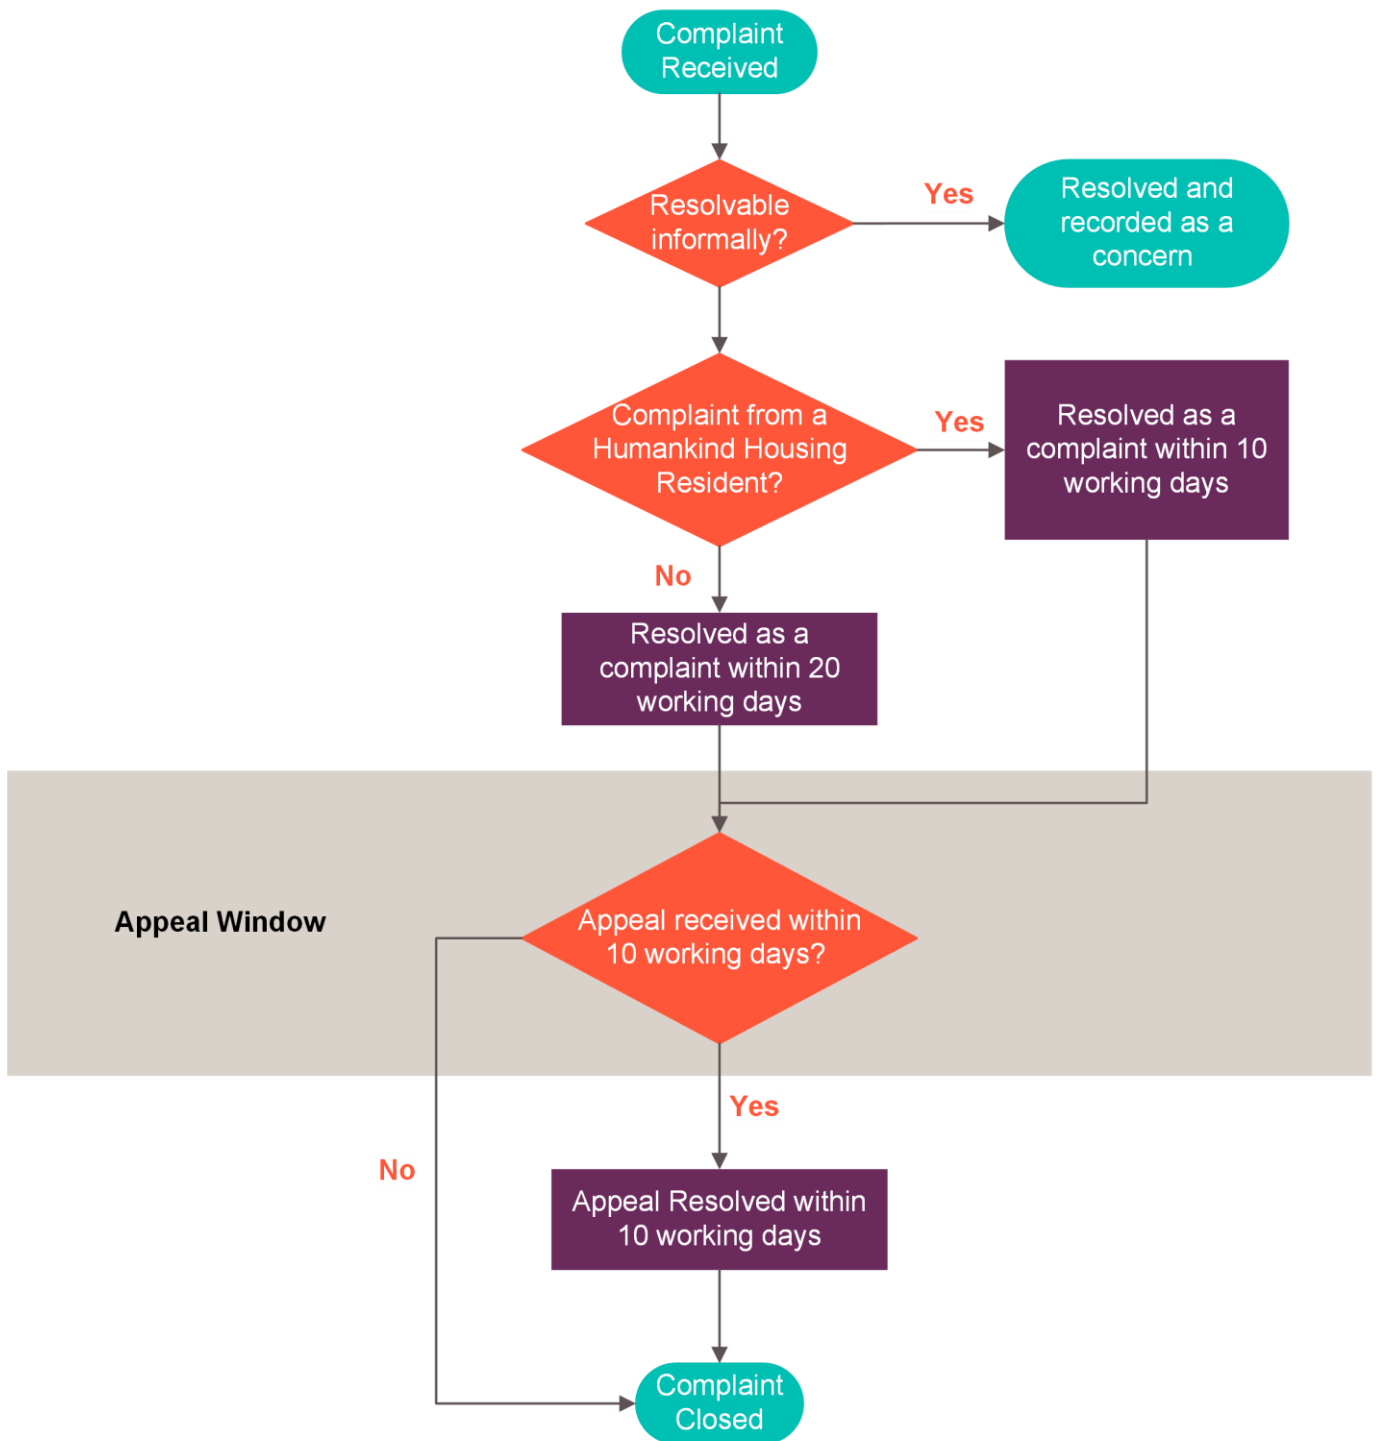 Complaint
Received
Resolvable
informally?
Yes
Resolved and
recorded as a
concern
Complaint from a
Humankind Housing
Resident?
Yes
Resolved as a
complaint within 10
working days
No
Resolved as a
complaint within 20
working days
Appeal Window
Appeal received within
10 working days?
Yes
No
Appeal Resolved within
10 working days
Complaint
Closed